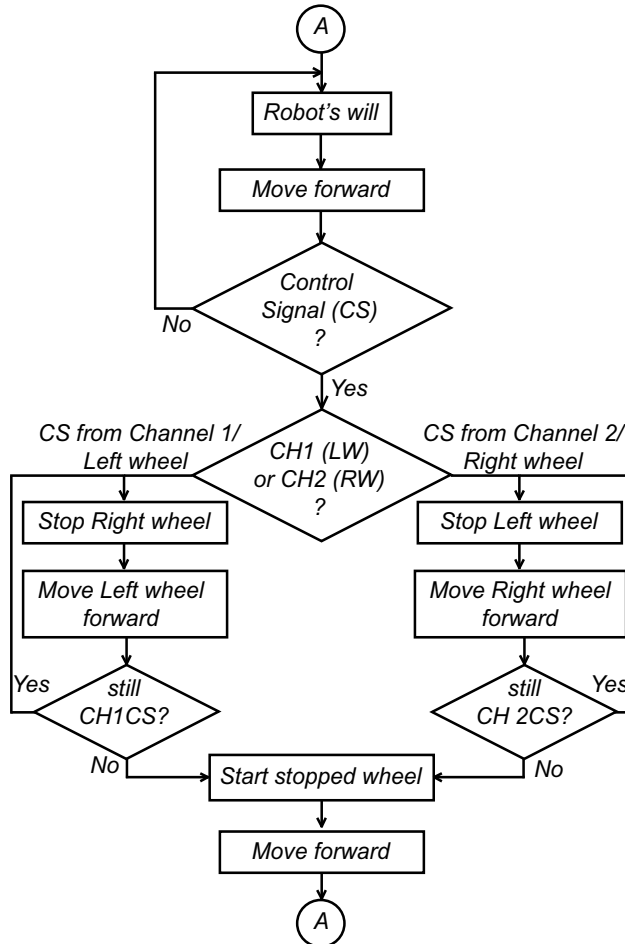 A
Robot's will
Move forward
Control
Signal (CS)
?
No
Yes
CS from Channel 1/
Left wheel
CH1 (LW)
or CH2 (RW)
?
CS from Channel 2/
Right wheel
Stop Right wheel
Stop Left wheel
Move Left wheel
forward
Move Right wheel
forward
Yes
still
CH1CS?
still
CH 2CS?
Yes
No
No
Start stopped wheel
Move forward
A